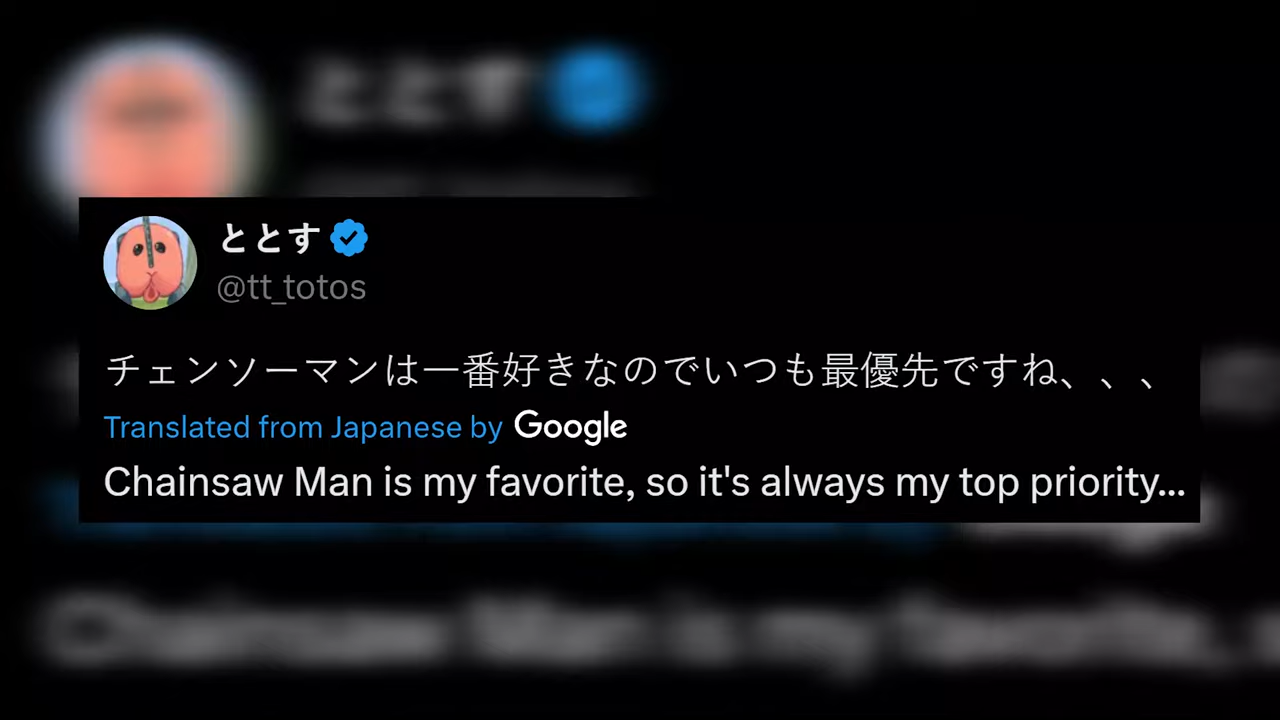 ととす
@tt_totos
チェンソーマンは一番好きなのでいつも最優先ですね、、、
Translated from Japanese by Google
Chainsaw Man is my favorite, so it's always my top priority...